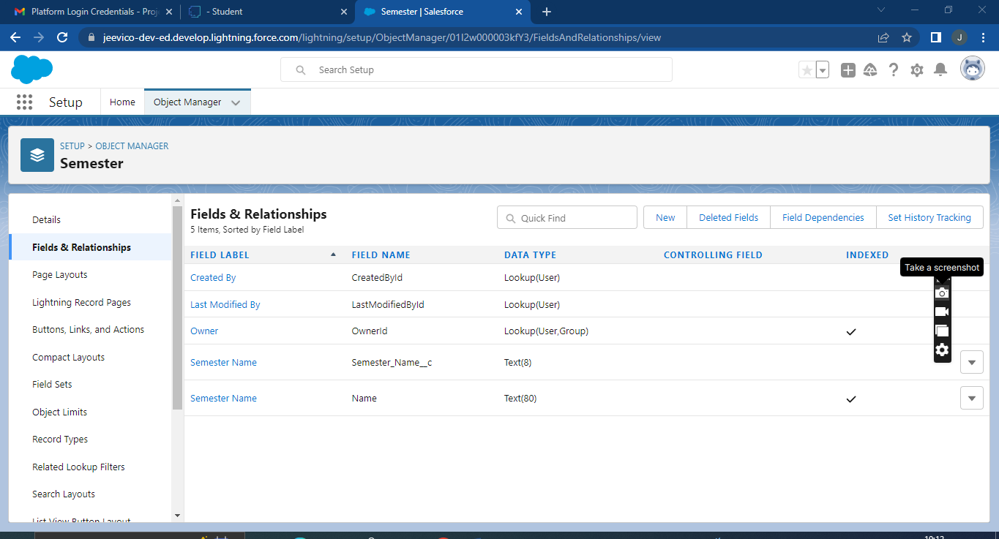 Platform Login Credentials - Proj
- Student
Semester | Salesforce
jeevico-dev-ed.develop.lightning.force.com/lightning/setup/ObjectManager/01I2w000003kfY3/FieldsAndRelationships/view
J
Search Setup
Setup
Home
Object Manager
SETUP > OBJECT MANAGER
Semester
Details
Fields & Relationships
Page Layouts
Lightning Record Pages
Buttons, Links, and Actions
Compact Layouts
Field Sets
Object Limits
Record Types
Related Lookup Filters
Search Layouts
List View Button Layout
Fields & Relationships
5 Items, Sorted by Field Label
Quick Find
New
Deleted Fields
Field Dependencies
Set History Tracking
FIELD LABEL FIELD NAME DATA TYPE CONTROLLING FIELD INDEXED
Take a screenshot
Created By CreatedById Lookup(User)
Last Modified By LastModifiedById Lookup(User)
Owner OwnerId Lookup(User,Group)
Semester Name Semester_Name__c Text(8)
Semester Name Name Text(80)